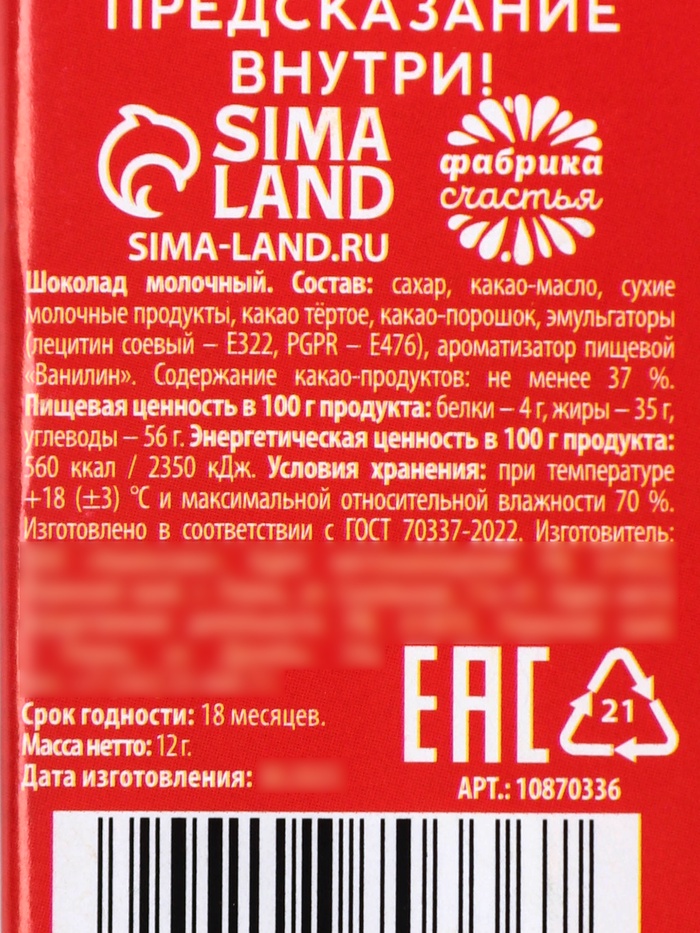 ПРЕДСКАЗАНИЕ
ВНУТРИ!
SIMA
LAND
SIMA-LAND.RU
фабрика
счастья
Шоколад молочный. Состав: сахар, какао-масло, сухие
молочные продукты, какао тёртое, какао-порошок, эмульгаторы
(лецитин соевый – Е322, PGPR – Е476), ароматизатор пищевой
«Ванилин». Содержание какао-продуктов: не менее 37 %.
Пищевая ценность в 100 г продукта: белки – 4 г, жиры – 35 г,
углеводы – 56 г. Энергетическая ценность в 100 г продукта:
560 ккал / 2350 кДж. Условия хранения: при температуре
+18 (±3) °С и максимальной относительной влажности 70 %.
Изготовлено в соответствии с ГОСТ 70337-2022. Изготовитель:
Срок годности: 18 месяцев.
Масса нетто: 12 г.
Дата изготовления:
EAC
21
АРТ.: 10870336